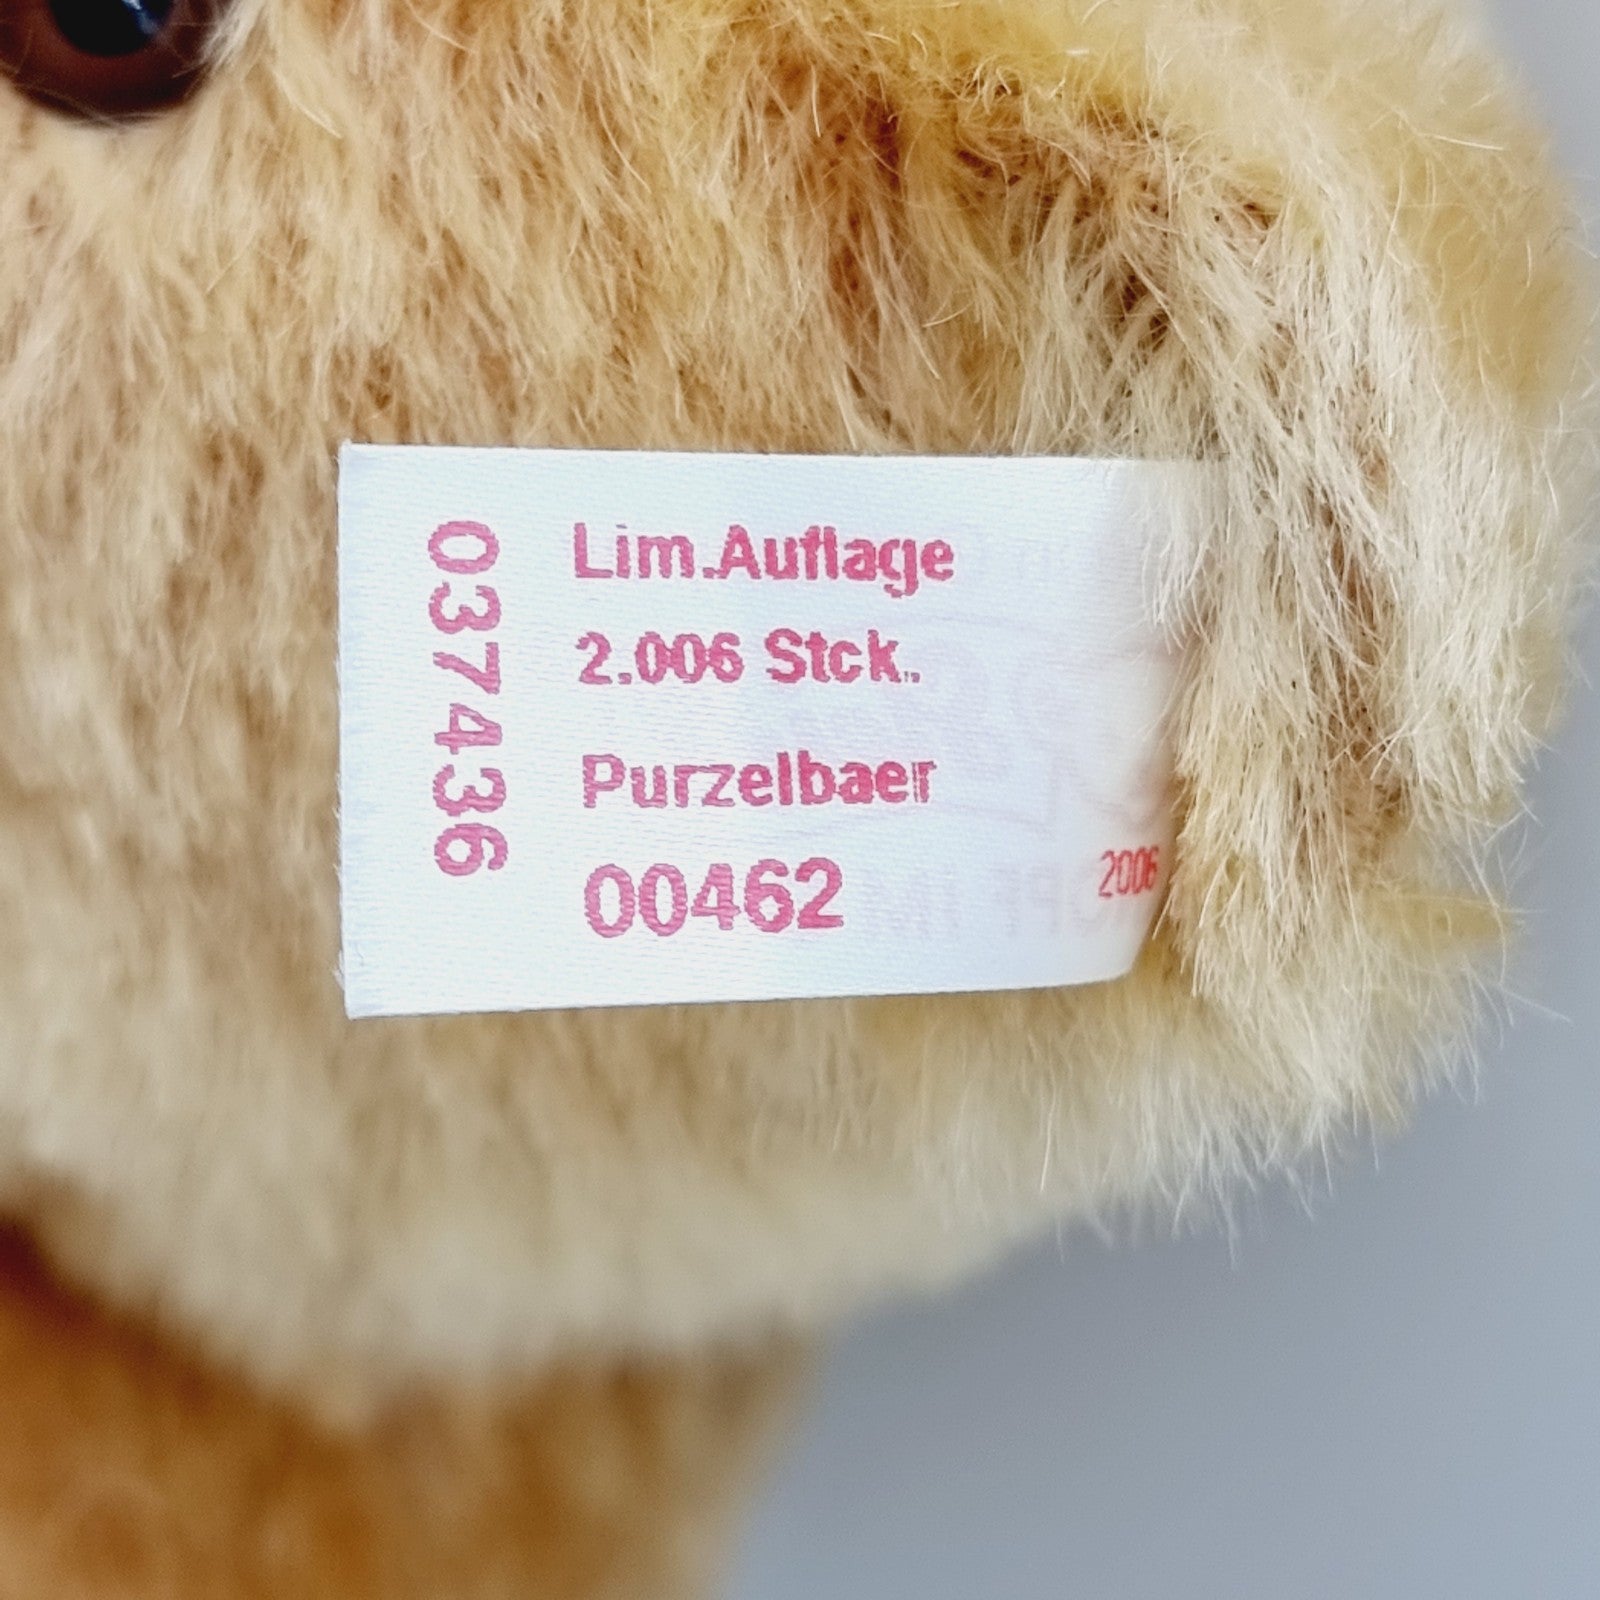 037436
Lim.Auflage
2.006 Stck.
Purzelbaer
00462
2006